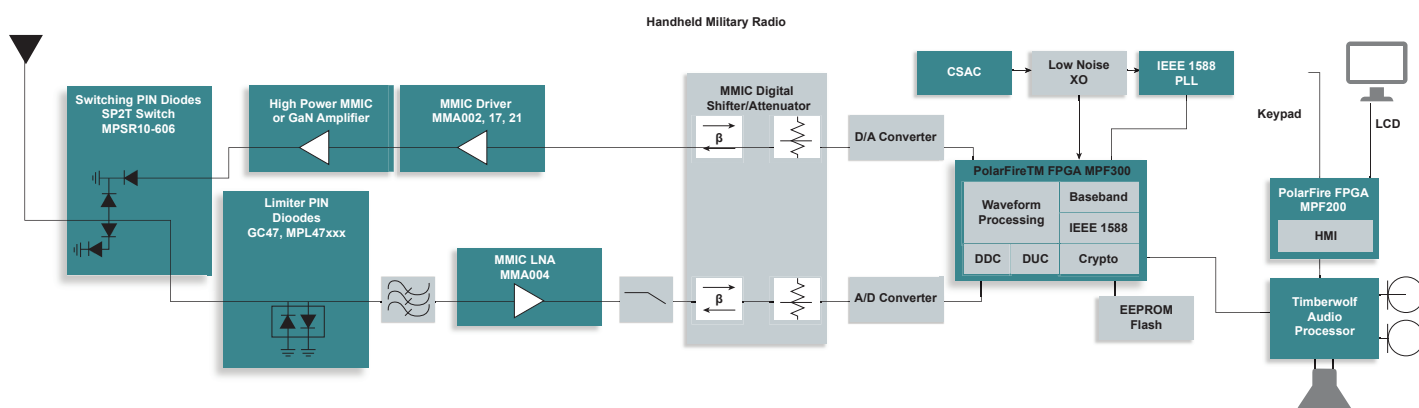 Handheld Military Radio
Switching PIN Diodes
SP2T Switch
MPSR10-606
High Power MMIC
or GaN Amplifier
MMIC Driver
MMA002, 17, 21
MMIC Digital
Shifter/Attenuator
β
D/A Converter
CSAC
Low Noise
XO
IEEE 1588
PLL
Keypad
LCD
PolarFireTM FPGA MPF300
Waveform
Processing
Baseband
IEEE 1588
DDC
DUC
Crypto
PolarFire FPGA
MPF200
HMI
Limiter PIN
Dioodes
GC47, MPL47xxx
MMIC LNA
MMA004
β
A/D Converter
EEPROM
Flash
Timberwolf
Audio
Processor